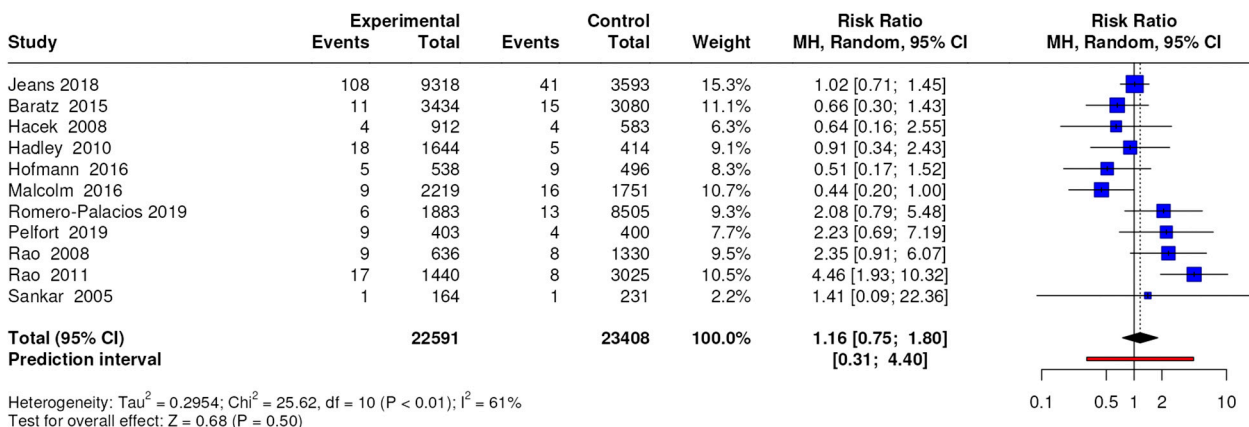 Experimental Control Risk Ratio Risk Ratio
Study Events Total Events Total Weight MH, Random, 95% CI MH, Random, 95% CI
Jeans 2018 108 9318 41 3593 15.3% 1.02 [0.71; 1.45]
Baratz 2015 11 3434 15 3080 11.1% 0.66 [0.30; 1.43]
Hacek 2008 4 912 4 583 6.3% 0.64 [0.16; 2.55]
Hadley 2010 18 1644 5 414 9.1% 0.91 [0.34; 2.43]
Hofmann 2016 5 538 9 496 6.5% 0.51 [0.17; 1.52]
Malcolm 2016 9 2219 16 1751 10.7% 0.44 [0.20; 1.00]
Romero-Palacios 2019 6 1883 13 8505 9.3% 2.08 [0.79; 5.48]
Pelfort 2019 9 403 4 400 7.7% 2.23 [0.69; 7.19]
Rao 2008 9 636 8 1330 9.5% 2.35 [0.91; 6.07]
Rao 2011 17 1440 8 3025 10.5% 4.46 [1.93; 10.32]
Sankar 2005 1 164 1 231 2.2% 1.41 [0.09; 22.36]
Total (95% CI) 22591 23408 100.0% 1.16 [0.75; 1.80]
Prediction interval [0.31; 4.40]
Heterogeneity: Tau² = 0.2954; Chi² = 25.62, df = 10 (P < 0.01); I² = 61%
Test for overall effect: Z = 0.68 (P = 0.50)
0.1 0.5 1 2 10